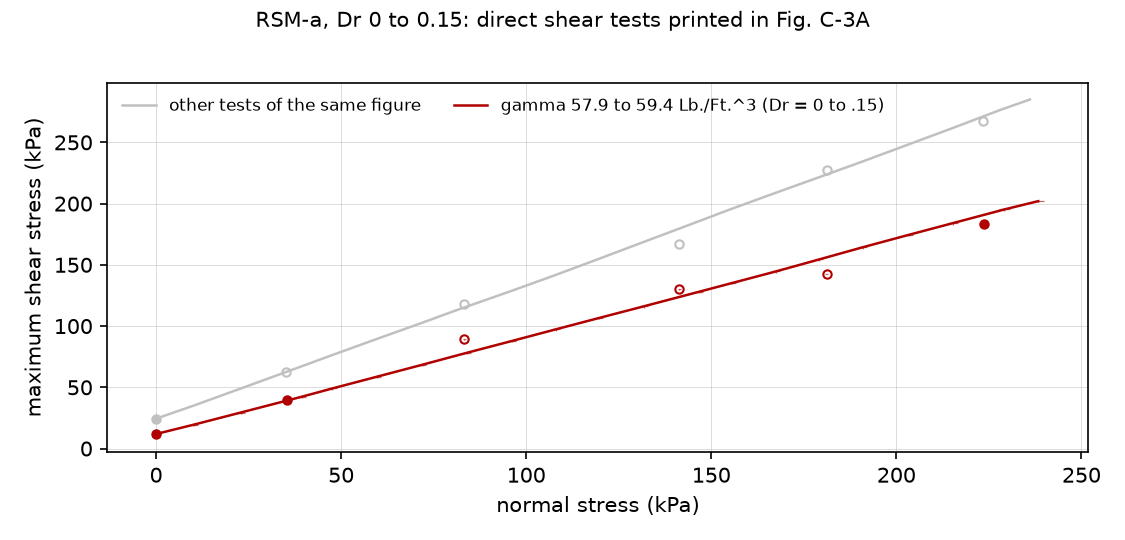 RSM-a, Dr 0 to 0.15: direct shear tests printed in Fig. C-3A
other tests of the same figure
gamma 57.9 to 59.4 Lb./Ft.^3 (Dr = 0 to .15)
maximum shear stress (kPa)
250
200
150
100
50
0
0 50 100 150 200 250
normal stress (kPa)